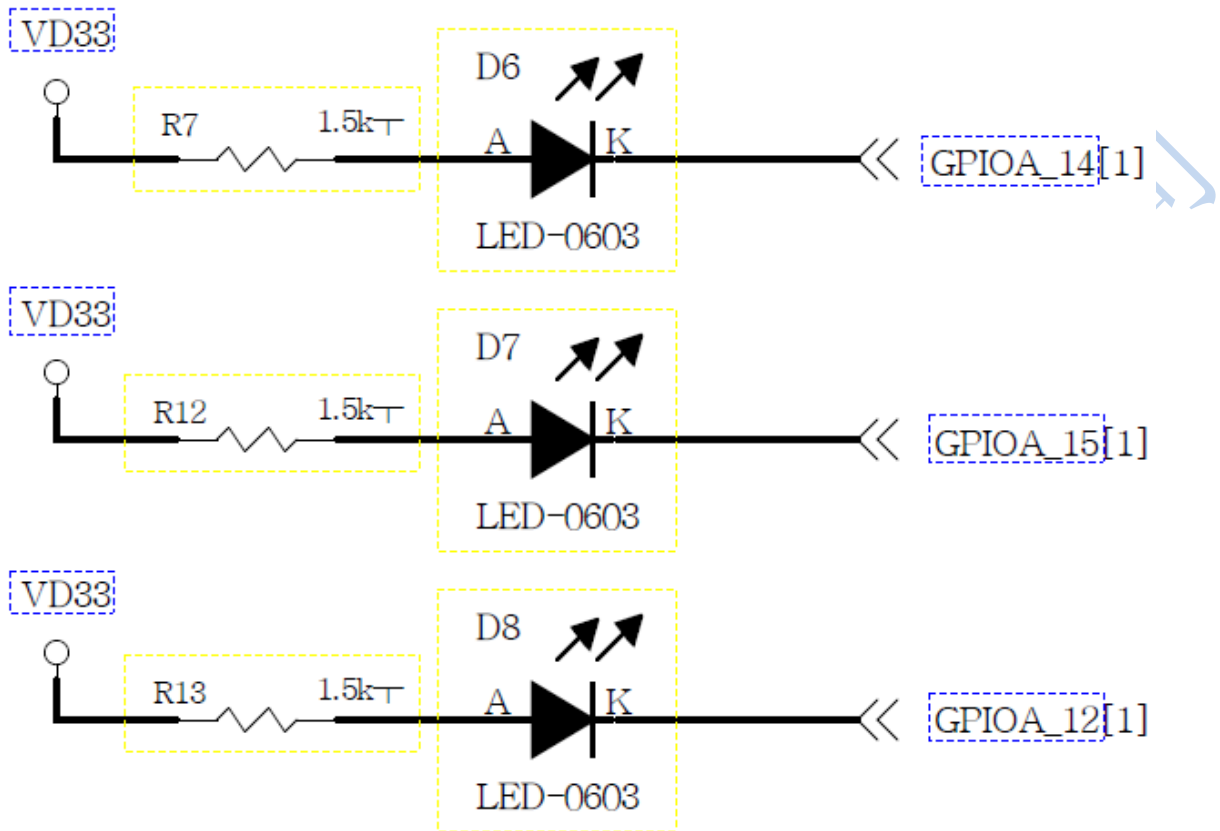 VD33
D6
R7 1.5k
A K
GPIOA_14[1]
LED-0603
VD33
D7
R12 1.5k
A K
GPIOA_15[1]
LED-0603
VD33
D8
R13 1.5k
A K
GPIOA_12[1]
LED-0603